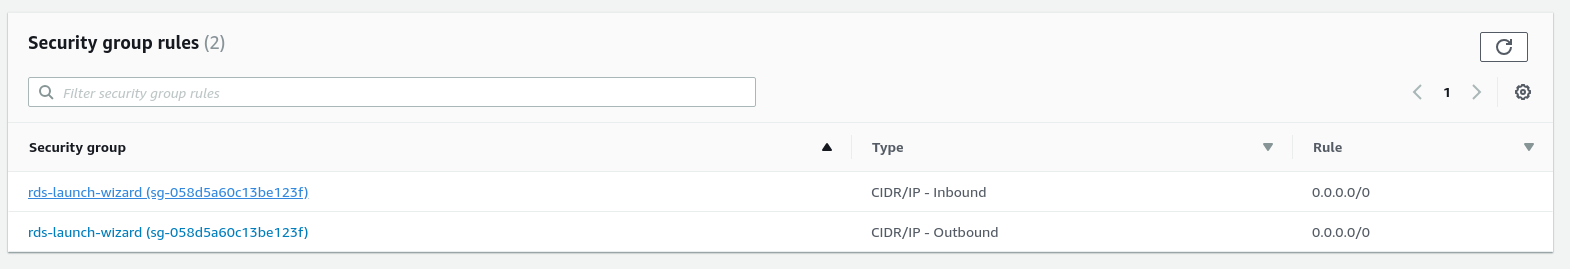 Security group rules (2)
Filter security group rules
1
Security group Type Rule
rds-launch-wizard (sg-058d5a60c13be123f) CIDR/IP - Inbound 0.0.0.0/0
rds-launch-wizard (sg-058d5a60c13be123f) CIDR/IP - Outbound 0.0.0.0/0